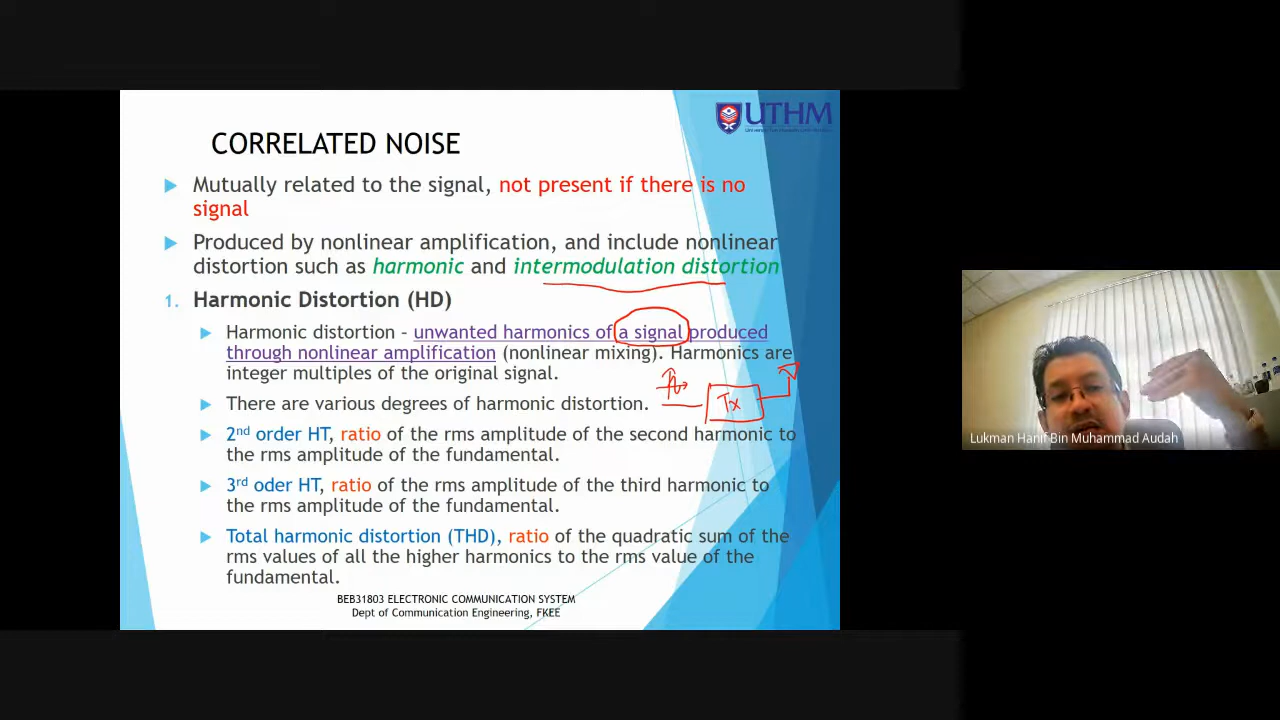 UTHM
CORRELATED NOISE
Mutually related to the signal, not present if there is no
signal
Produced by nonlinear amplification, and include nonlinear
distortion such as harmonic and intermodulation distortion
1. Harmonic Distortion (HD)
Harmonic distortion – unwanted harmonics of a signal produced
through nonlinear amplification (nonlinear mixing). Harmonics are
integer multiples of the original signal.
Tx
There are various degrees of harmonic distortion.
2nd order HT, ratio of the rms amplitude of the second harmonic to
the rms amplitude of the fundamental.
3rd oder HT, ratio of the rms amplitude of the third harmonic to
the rms amplitude of the fundamental.
Total harmonic distortion (THD), ratio of the quadratic sum of the
rms values of all the higher harmonics to the rms value of the
fundamental.
BEB31803 ELECTRONIC COMMUNICATION SYSTEM
Dept of Communication Engineering, FKEE
Lukman Hanif Bin Muhammad Audah